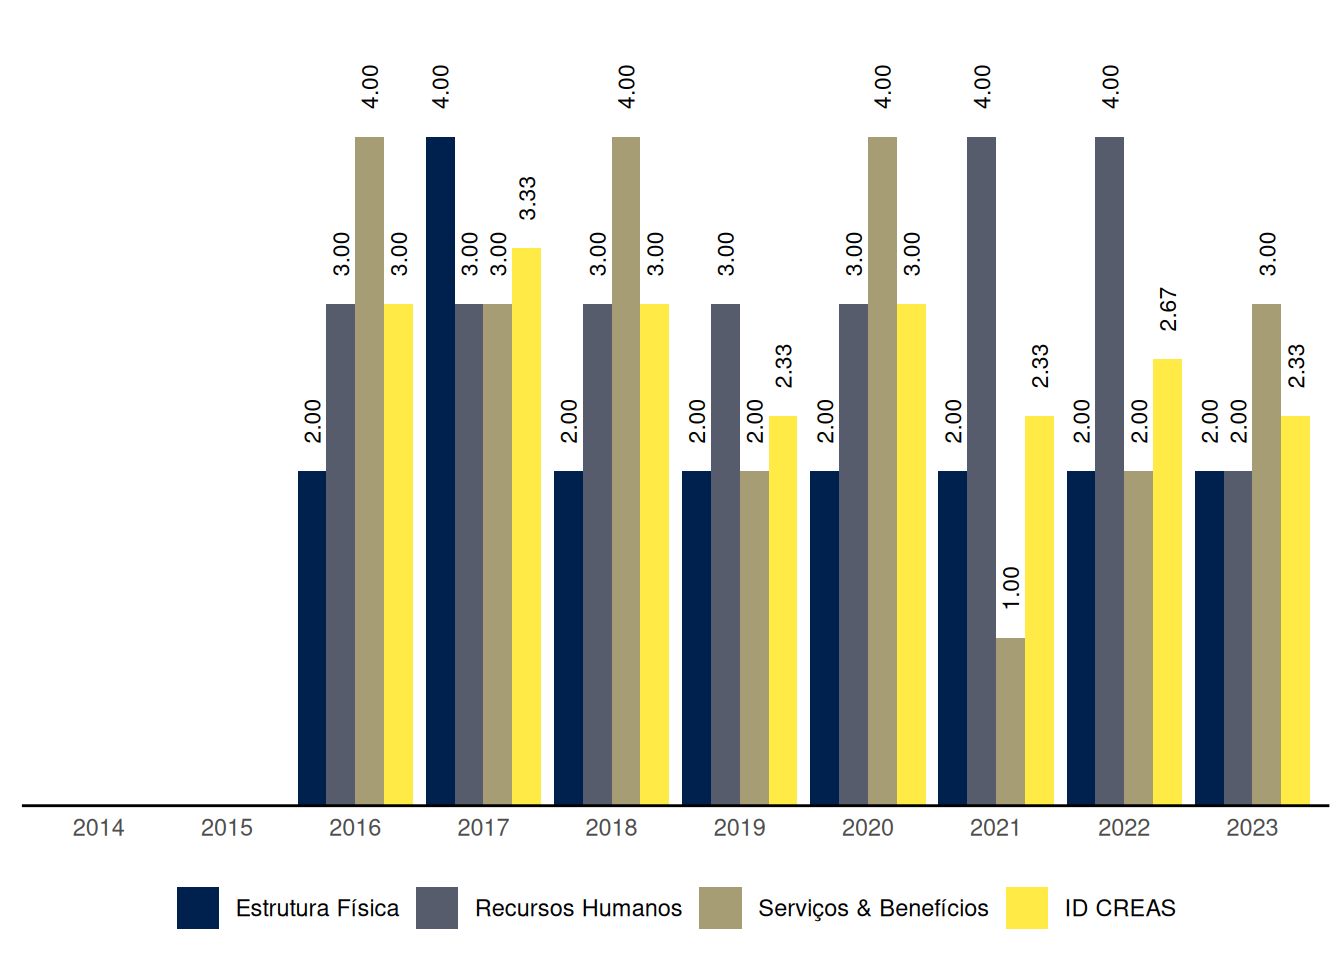 4.00 4.00 4.00 4.00 4.00 4.00
3.33
3.00 3.00 3.00 3.00 3.00 3.00 3.00 3.00 3.00 3.00
2.67
2.33 2.33 2.33
2.00 2.00 2.00 2.00 2.00 2.00 2.00 2.00 2.00 2.00
1.00
2014 2015 2016 2017 2018 2019 2020 2021 2022 2023
Estrutura Física Recursos Humanos Serviços & Benefícios ID CREAS